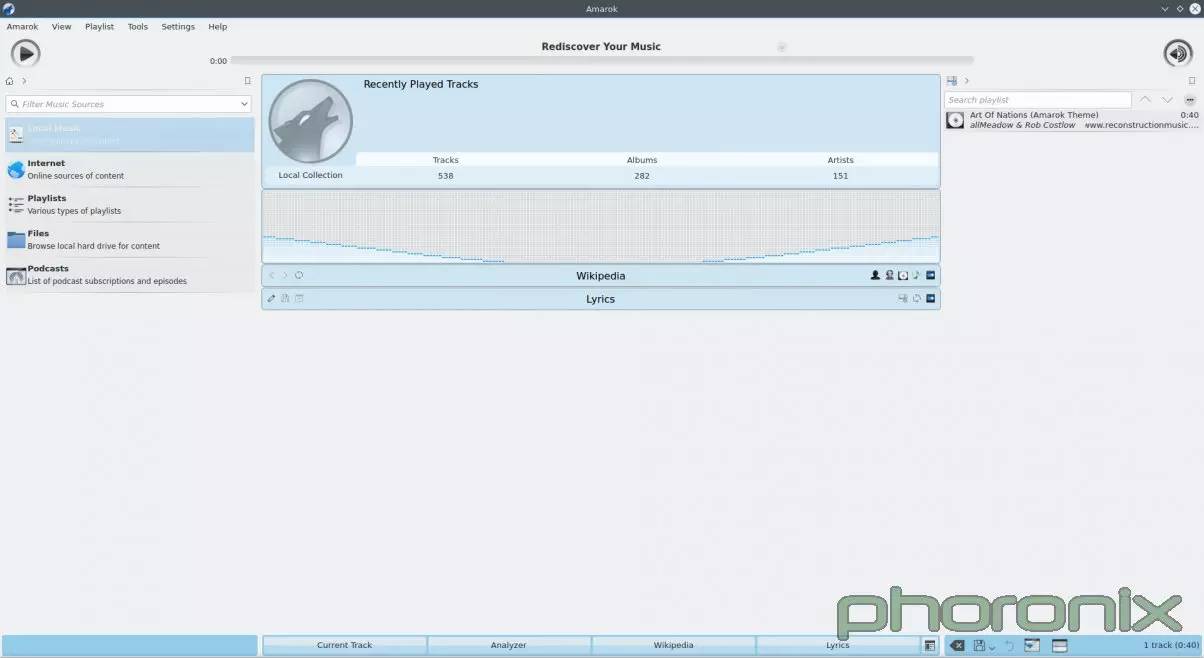 Amarok
Amarok View Playlist Tools Settings Help
Rediscover Your Music
0:00
Filter Music Sources
Local Music
Internet
Online sources of content
Playlists
Various types of playlists
Files
Browse local hard drive for content
Podcasts
List of podcast subscriptions and episodes
Recently Played Tracks
Tracks Albums Artists
Local Collection 538 282 151
Wikipedia
Lyrics
Search playlist
Art Of Nations (Amarok Theme) 0:40
allMeadow & Rob Costlow www.reconstructionmusic....
phoronix
Current Track Analyzer Wikipedia Lyrics
1 track (0:40)